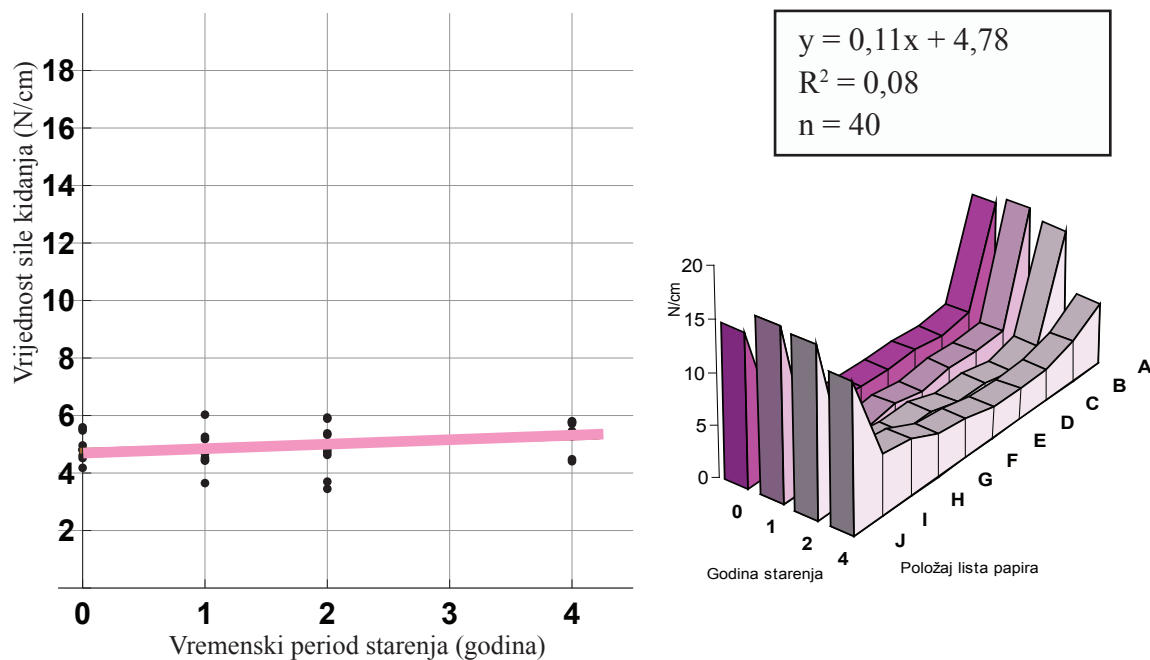 Vrijednost sile kidanja (N/cm)
18
16
14
12
10
8
6
4
2
0
1
2
3
4
Vremenski period starenja (godina)
y = 0,11x + 4,78
R² = 0,08
n = 40
N/cm
20
15
10
5
0
0
1
2
4
Godina starenja
J
I
H
G
F
E
D
C
B
A
Položaj lista papira